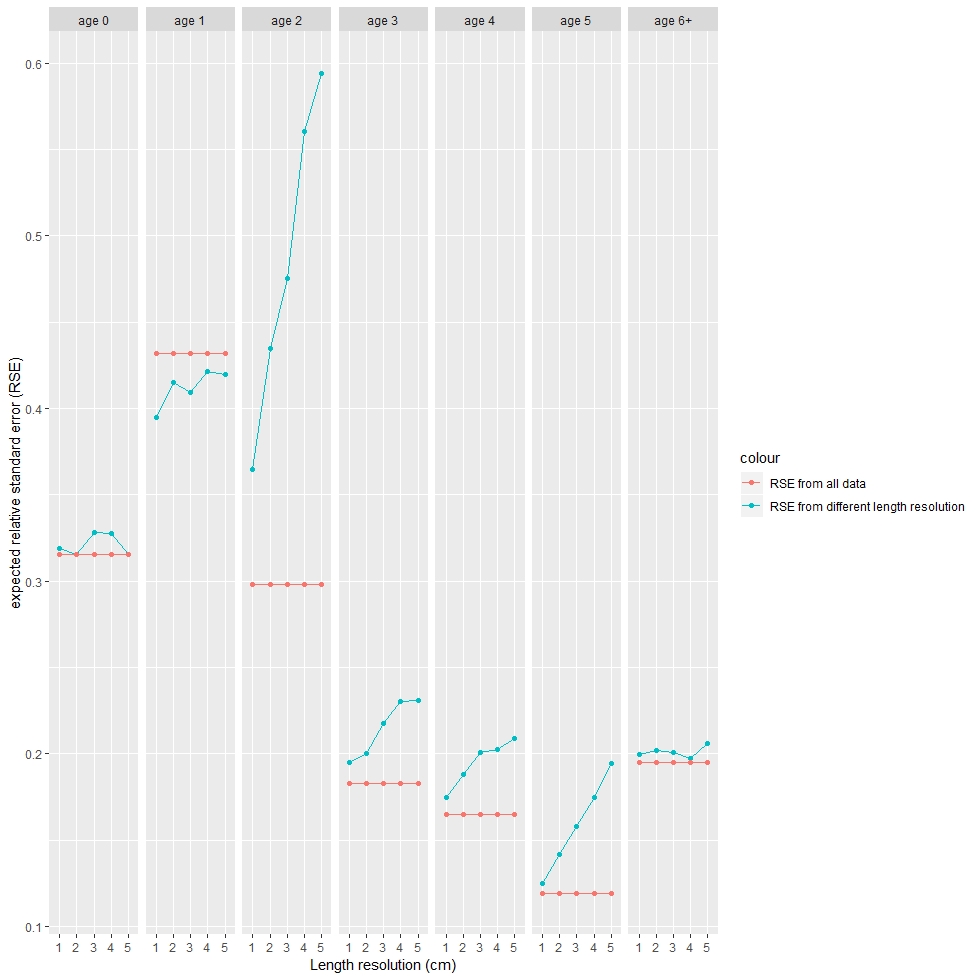 age 0 age 1 age 2 age 3 age 4 age 5 age 6+
0.6
0.5
0.4
0.3
0.2
0.1
expected relative standard error (RSE)
1 2 3 4 5 1 2 3 4 5 1 2 3 4 5 1 2 3 4 5 1 2 3 4 5 1 2 3 4 5 1 2 3 4 5
Length resolution (cm)
colour
RSE from all data
RSE from different length resolution